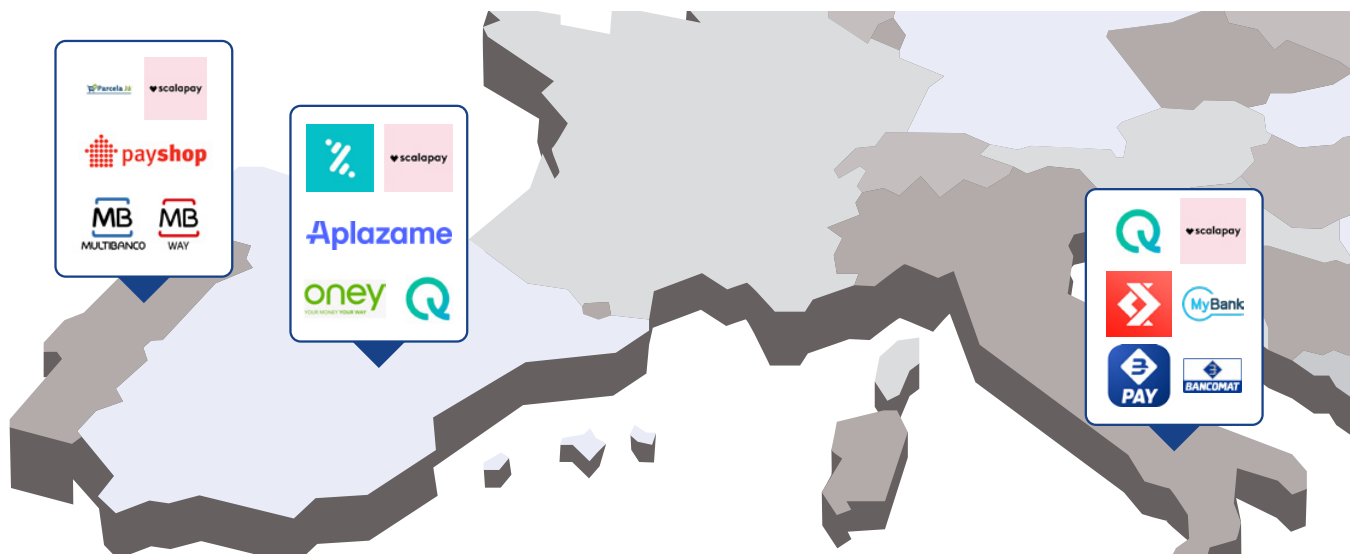 Parcela Já
scalapay
payshop
MB
MULTIBANCO
MB
WAY
scalapay
Aplazame
oney
YOUR MONEY YOUR WAY
scalapay
MyBank
PAY
BANCOMAT